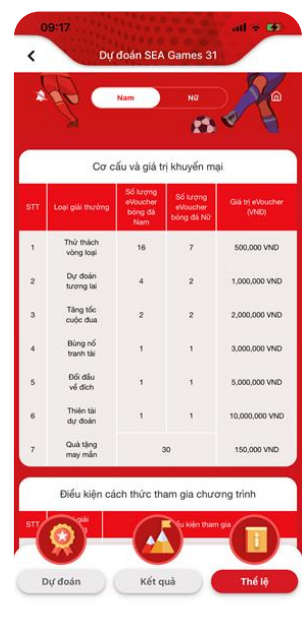 09:17
Dự đoán SEA Games 31
Nam Nữ
Cơ cấu và giá trị khuyến mại
STT Loại giải thưởng Số lượng eVoucher bóng đá Nam Số lượng eVoucher bóng đá Nữ Giá trị eVoucher (VNĐ)
1 Thử thách vòng loại 16 7 500,000 VND
2 Dự đoán tương lai 4 2 1,000,000 VND
3 Tăng tốc cuộc đua 2 2 2,000,000 VND
4 Bùng nổ tranh tài 1 1 3,000,000 VND
5 Đối đầu về đích 1 1 5,000,000 VND
6 Thiên tài dự đoán 1 1 10,000,000 VND
7 Quà tặng may mắn 30 150,000 VND
Điều kiện cách thức tham gia chương trình
STT giải kiện tham gia
Dự đoán Kết quả Thể lệ